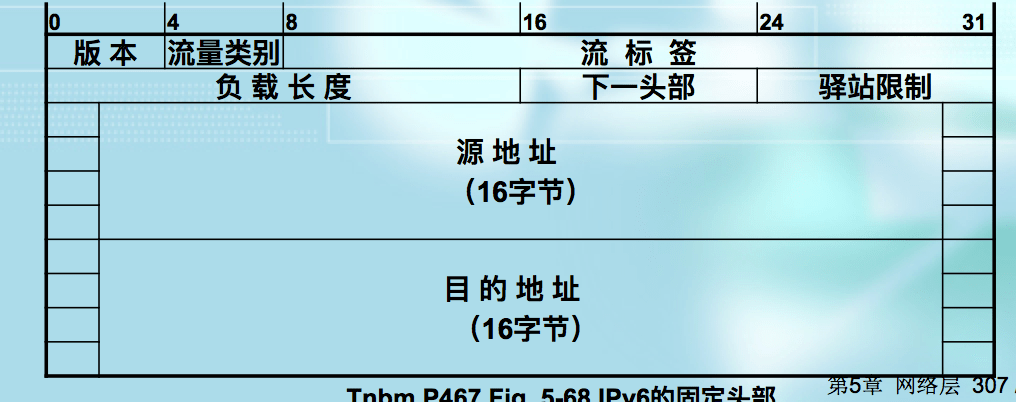 0 4 8 16 24 31
版本 流量类别 流标签
负载长度 下一头部 驿站限制
源地址
（16字节）
目的地址
（16字节）
Tnbm P467 Fig. 5-68 IPv6的固定头部
第5章 网络层 307